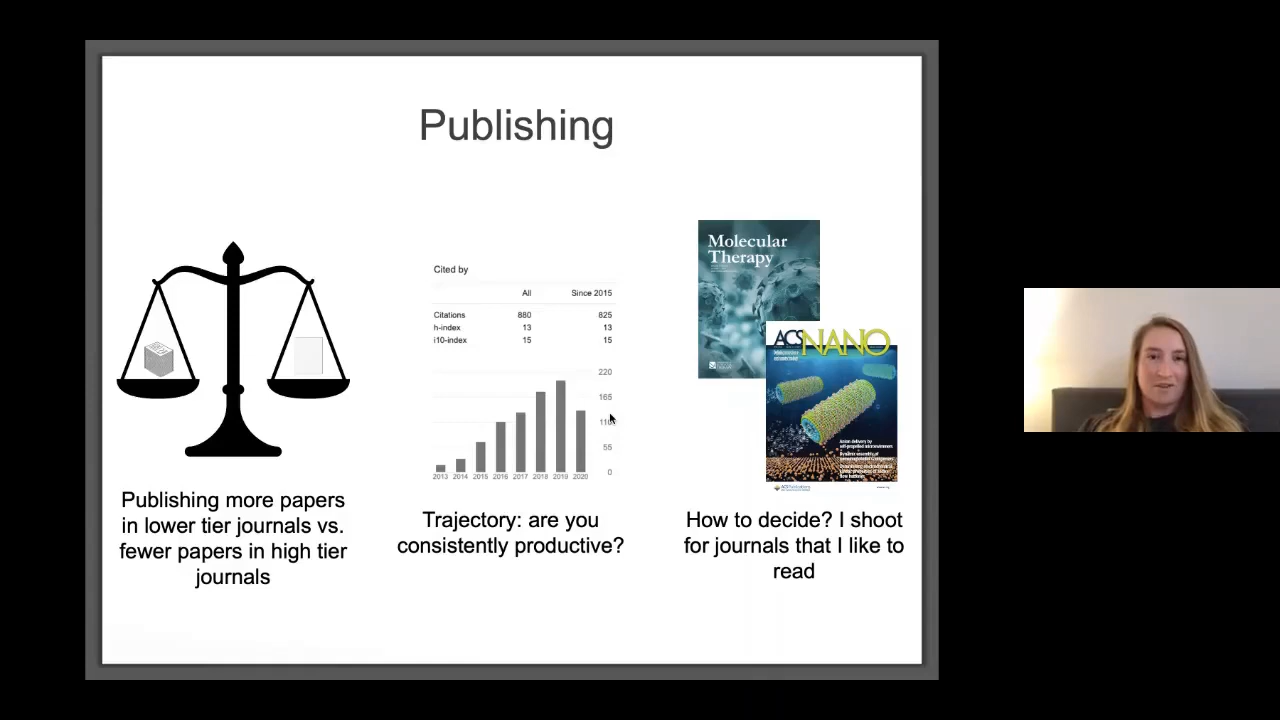 Publishing
Publishing more papers
in lower tier journals vs.
fewer papers in high tier
journals
Cited by
All Since 2015
Citations 880 825
h-index 13 13
i10-index 15 15
220
165
110
55
0
2013 2014 2015 2016 2017 2018 2019 2020
Trajectory: are you
consistently productive?
Molecular
Therapy
ACS NANO
How to decide? I shoot
for journals that I like to
read